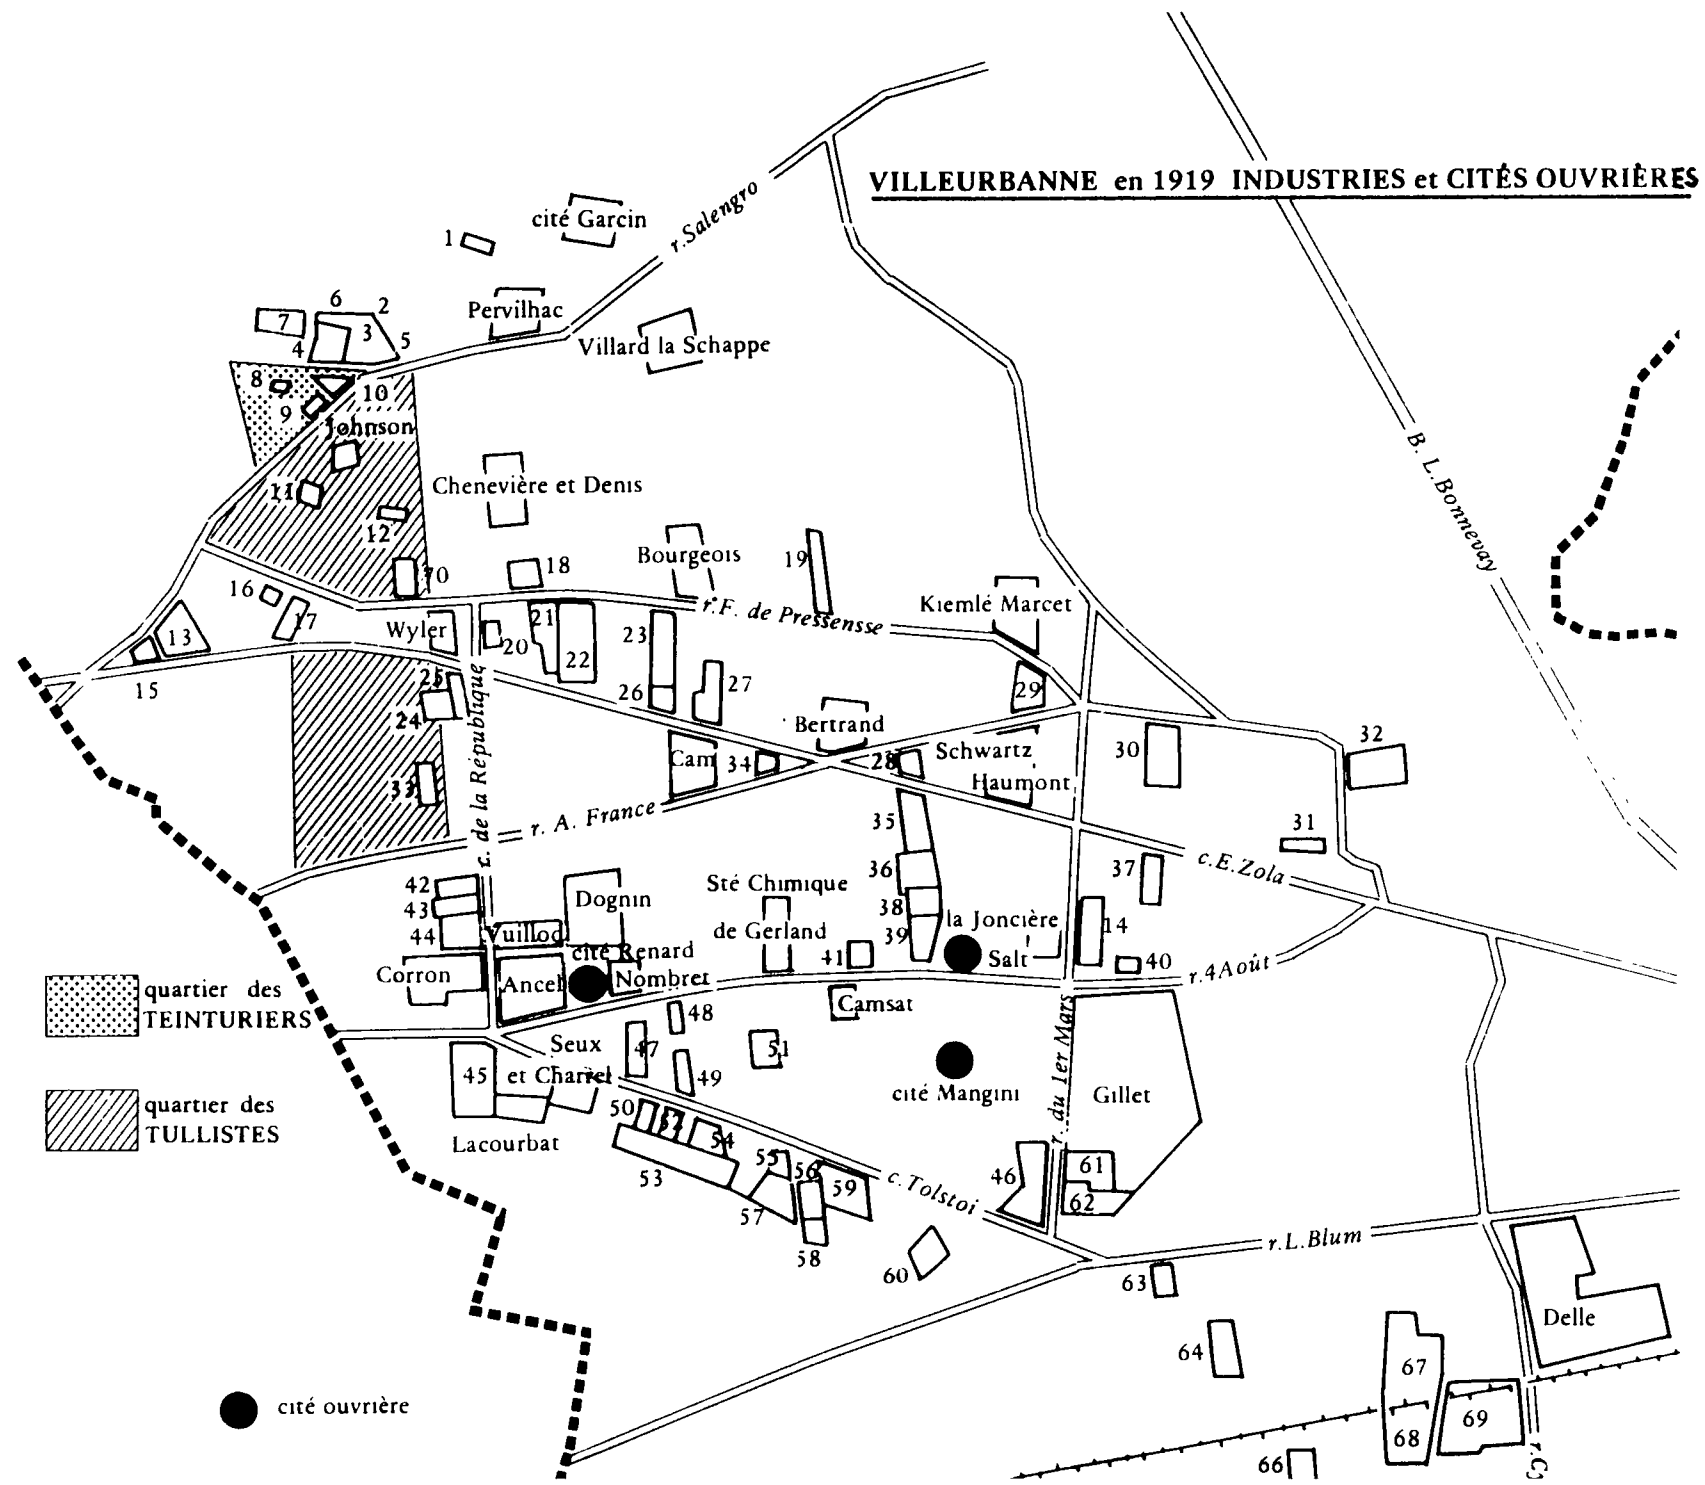 VILLEURBANNE en 1919 INDUSTRIES et CITÉS OUVRIÈRES
r.Salengro
cité Garcin
1
Pervilhac
Villard la Schappe
6
2
7
3
5
4
8
10
9
Johnson
11
12
Chenevière et Denis
B. L.Bonnevay
Bourgeois
19
18
70
16
17
r.F. de Pressensse
Kiemlé Marcet
Wyler
13
20
21
22
23
15
25
24
26
27
29
c. de la République
Bertrand
Cam
34
28
Schwartz
Haumont
30
32
33
r. A. France
35
31
c.E.Zola
36
37
42
43
44
Dognin
Vuillod
Sté Chimique
de Gerland
38
39
la Joncière
Salt
14
cité Renard
Corron
Ancel
Nombret
41
40
r.4Août
Camsat
quartier des
TEINTURIERS
48
47
51
Seux
et Charrel
45
49
Lacourbat
cité Mangini
r. du 1er Mars
Gillet
quartier des
TULLISTES
50
52
54
53
55
56
57
59
58
c.Tolstoi
46
61
62
60
r.L.Blum
63
64
Delle
67
68
69
66
cité ouvrière